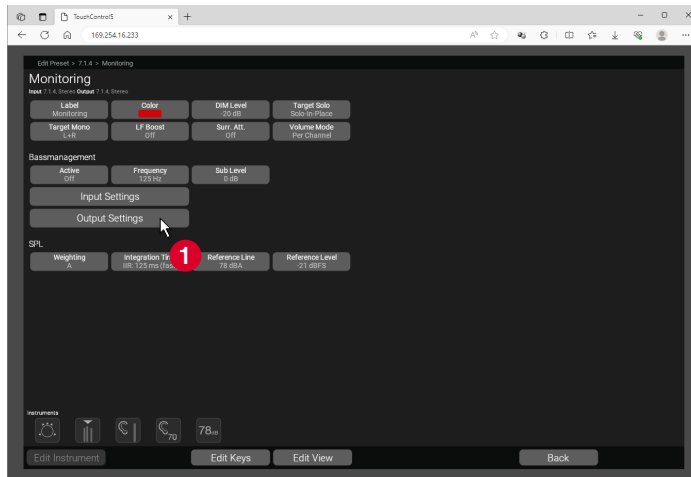 TouchControl5
169.254.16.233
Edit Preset > 7.1.4 > Monitoring
Monitoring
Input 7.1.4, Stereo Output 7.1.4, Stereo
Label Color DIM Level Target Solo
Monitoring -20 dB Solo-In-Place
Target Mono LF Boost Surr. Att. Volume Mode
L+R Off Off Per Channel
Bassmanagement
Active Frequency Sub Level
Off 125 Hz 0 dB
Input Settings
Output Settings
1
SPL
Weighting Integration Reference Line Reference Level
A IIR: 125 ms 78 dBA -21 dBFS
Instruments
70 78dB
Edit Instrument Edit Keys Edit View Back